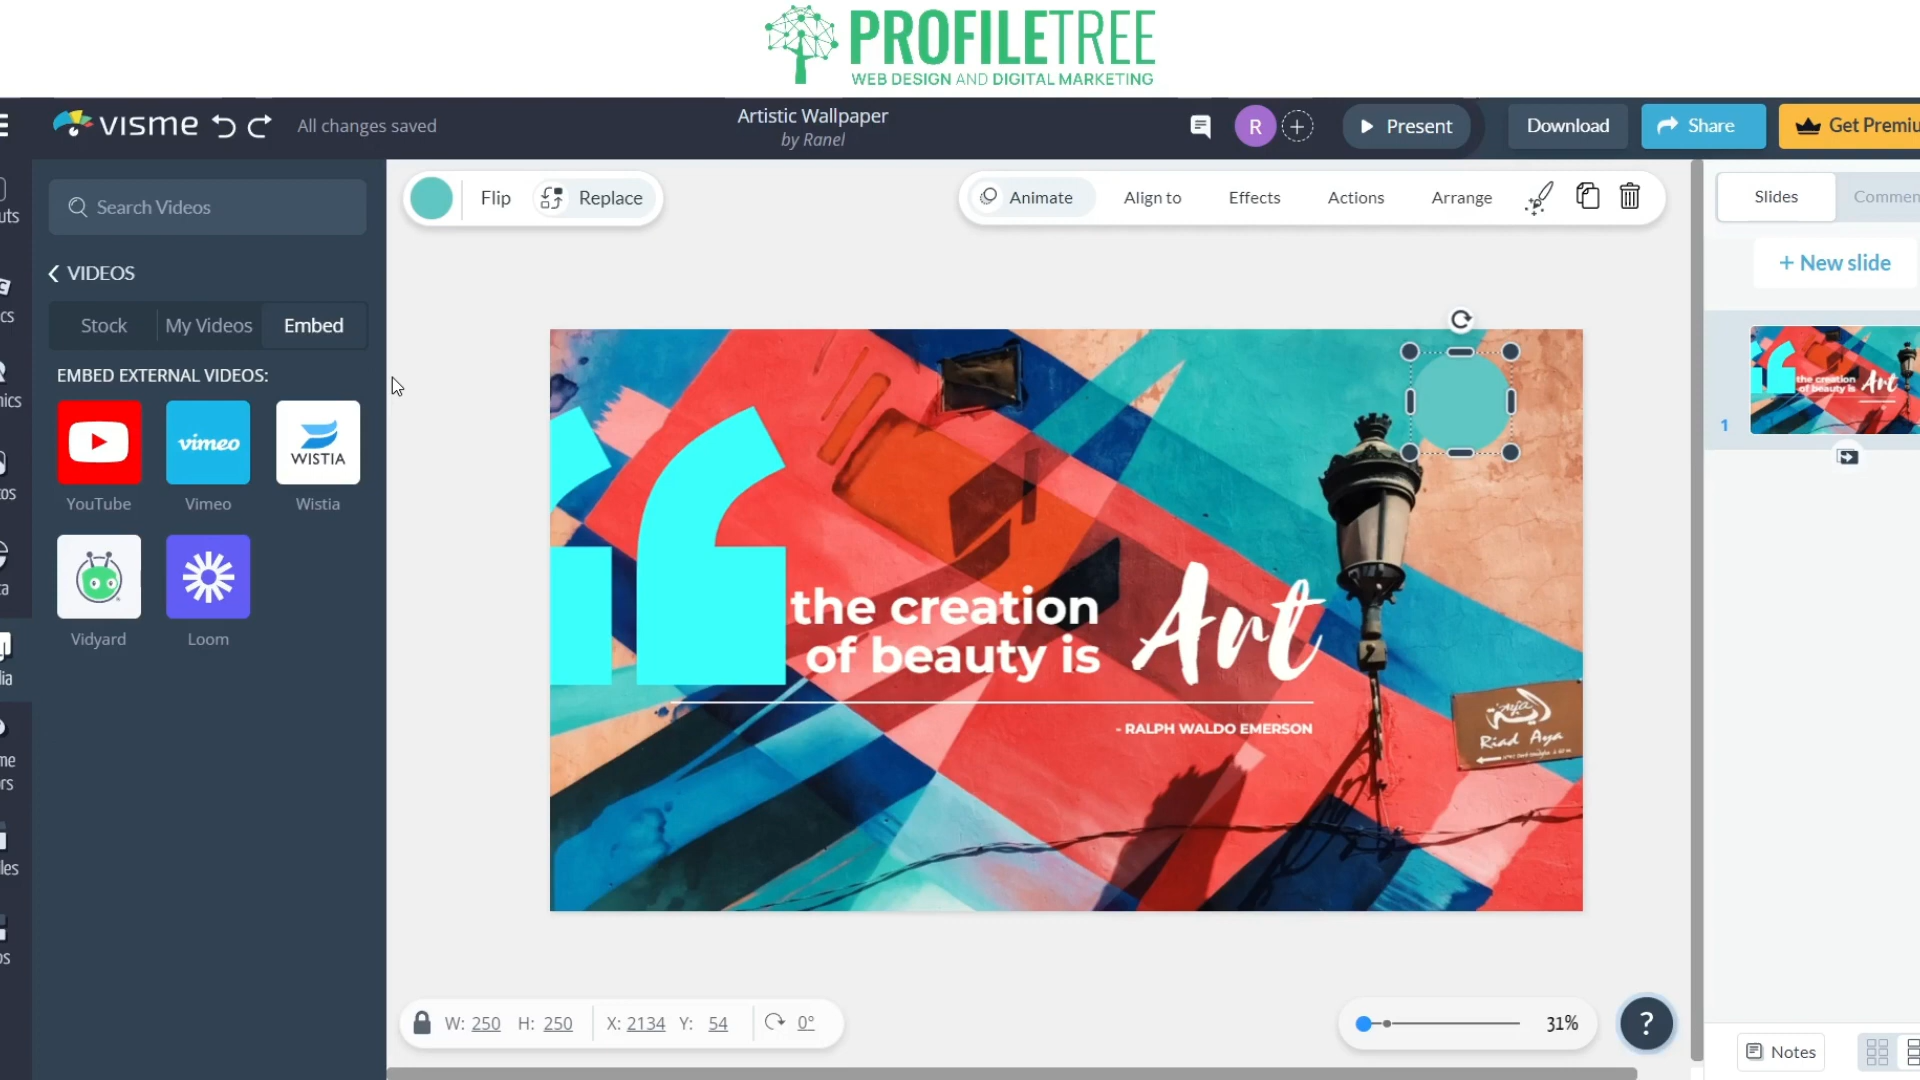 PROFILETREE
WEB DESIGN AND DIGITAL MARKETING
visme
All changes saved
Artistic Wallpaper
by Ranel
R
Present
Download
Share
Get Premiu
Search Videos
VIDEOS
Stock
My Videos
Embed
EMBED EXTERNAL VIDEOS:
vimeo
WISTIA
YouTube
Vimeo
Wistia
Vidyard
Loom
Flip
Replace
Animate
Align to
Effects
Actions
Arrange
Slides
Commen
+ New slide
1
the creation
of beauty is
Art
- RALPH WALDO EMERSON
Riad Aya
W: 250 H: 250 X: 2134 Y: 54 0°
31%
?
Notes